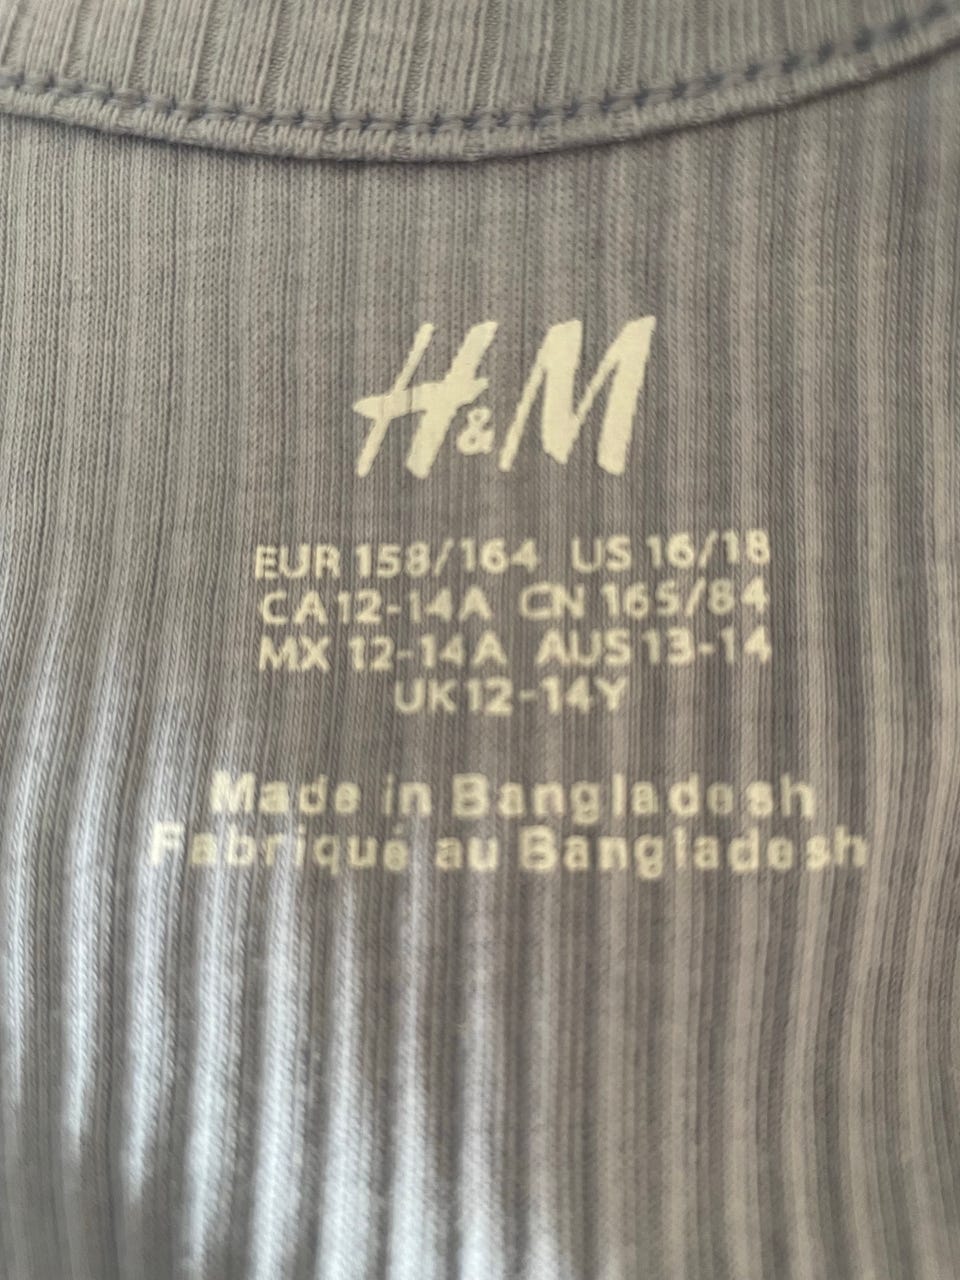 H&M
EUR 158/164 US 16/18
CA 12-14A CN 165/84
MX 12-14A AUS 13-14
UK 12-14Y
Made in Bangladesh
Fabriqué au Bangladesh